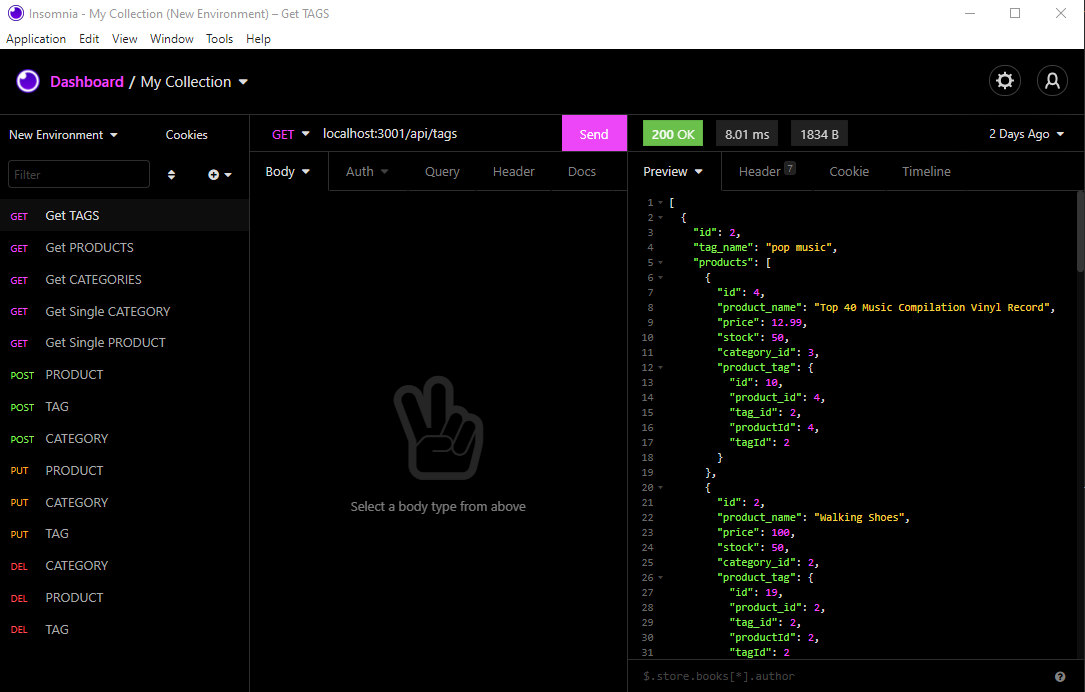 Insomnia - My Collection (New Environment) – Get TAGS
Application Edit View Window Tools Help
Dashboard / My Collection
New Environment Cookies
Filter
GET Get TAGS
GET Get PRODUCTS
GET Get CATEGORIES
GET Get Single CATEGORY
GET Get Single PRODUCT
POST PRODUCT
POST TAG
POST CATEGORY
PUT PRODUCT
PUT CATEGORY
PUT TAG
DEL CATEGORY
DEL PRODUCT
DEL TAG
GET localhost:3001/api/tags Send
Body Auth Query Header Docs
Select a body type from above
200 OK 8.01 ms 1834 B 2 Days Ago
Preview Header 7 Cookie Timeline
1 [
2 {
3 "id": 2,
4 "tag_name": "pop music",
5 "products": [
6 {
7 "id": 4,
8 "product_name": "Top 40 Music Compilation Vinyl Record",
9 "price": 12.99,
10 "stock": 50,
11 "category_id": 3,
12 "product_tag": {
13 "id": 10,
14 "product_id": 4,
15 "tag_id": 2,
16 "productId": 4,
17 "tagId": 2
18 }
19 },
20 {
21 "id": 2,
22 "product_name": "Walking Shoes",
23 "price": 100,
24 "stock": 50,
25 "category_id": 2,
26 "product_tag": {
27 "id": 19,
28 "product_id": 2,
29 "tag_id": 2,
30 "productId": 2,
31 "tagId": 2
$.store.books[*].author